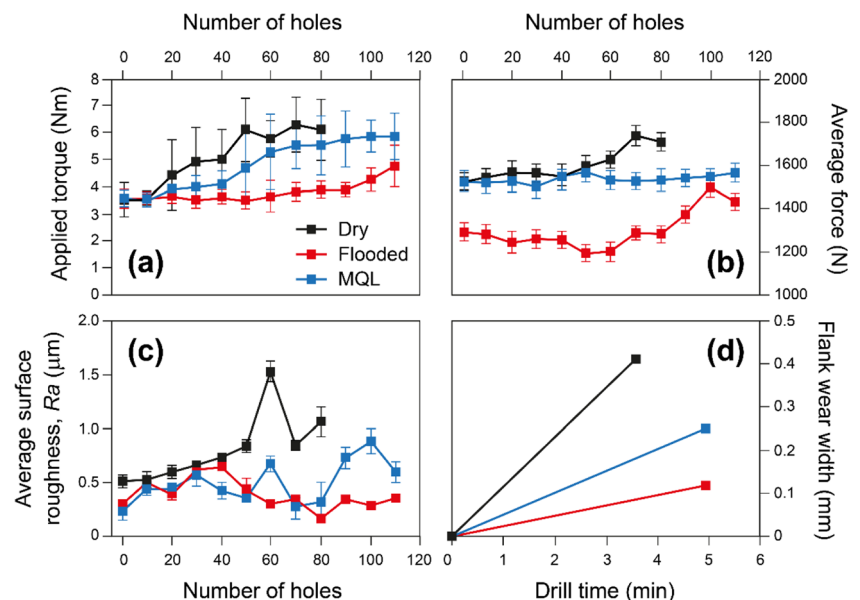 Number of holes
Number of holes
0 20 40 60 80 100 120
0 20 40 60 80 100 120
8
7
6
5
4
3
2
1
0
Applied torque (Nm)
(a)
Dry
Flooded
MQL
(b)
2000
1800
1600
1400
1200
1000
Average force (N)
2.0
1.5
1.0
0.5
0
Average surface
roughness, Ra (μm)
(c)
0 20 40 60 80 100 120
Number of holes
(d)
0.5
0.4
0.3
0.2
0.1
0
Flank wear width (mm)
0 1 2 3 4 5 6
Drill time (min)